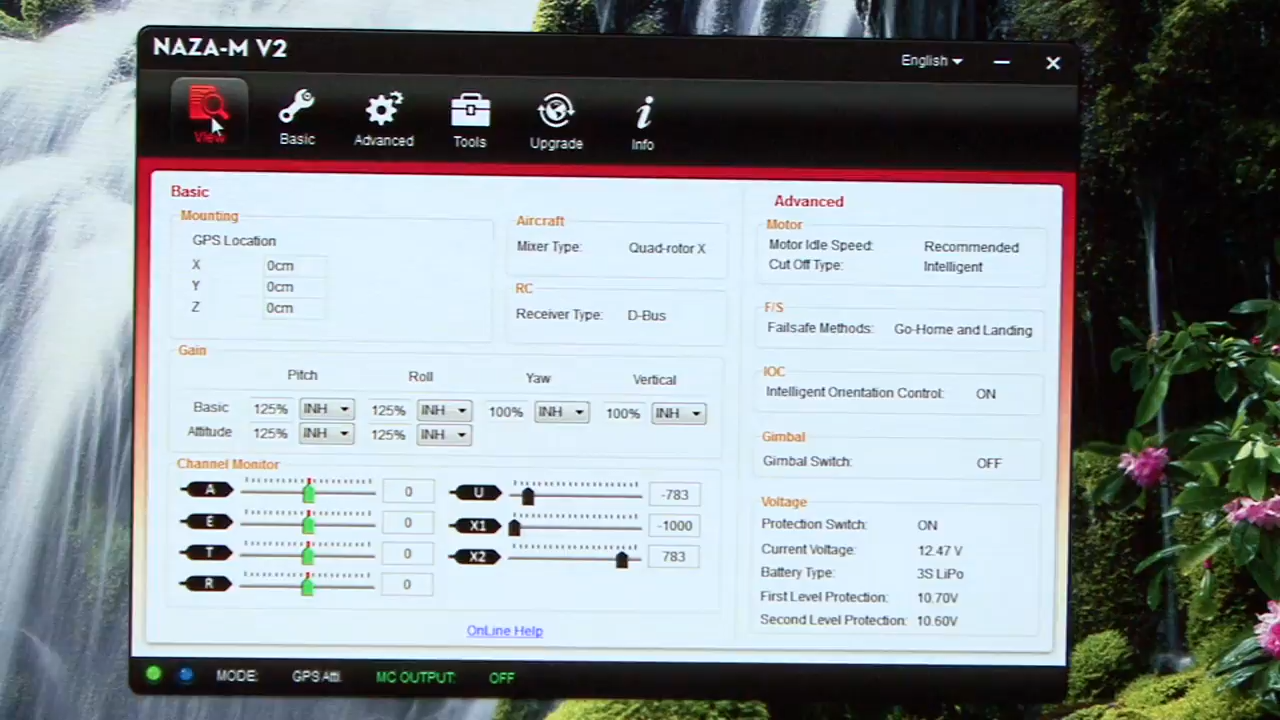 NAZA-M V2
English
View
Basic
Advanced
Tools
Upgrade
Info
Basic
Mounting
GPS Location
X 0cm
Y 0cm
Z 0cm
Aircraft
Mixer Type: Quad-rotor X
RC
Receiver Type: D-Bus
Gain
Pitch Roll Yaw Vertical
Basic 125% INH 125% INH 100% INH 100% INH
Attitude 125% INH 125% INH
Channel Monitor
A 0
E 0
T 0
R 0
U -783
X1 -1000
X2 783
OnLine Help
Advanced
Motor
Motor Idle Speed: Recommended
Cut Off Type: Intelligent
F/S
Failsafe Methods: Go-Home and Landing
IOC
Intelligent Orientation Control: ON
Gimbal
Gimbal Switch: OFF
Voltage
Protection Switch: ON
Current Voltage: 12.47 V
Battery Type: 3S LiPo
First Level Protection: 10.70V
Second Level Protection: 10.60V
MODE: GPS Atti. MC OUTPUT: OFF